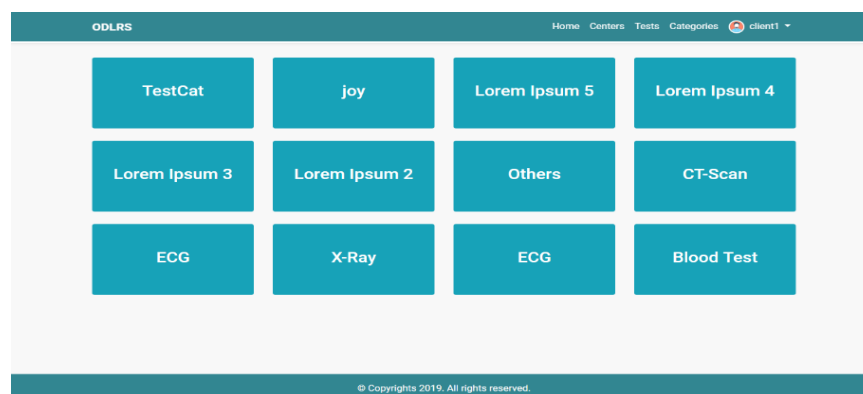 ODLRS Home Centers Tests Categories client1
TestCat joy Lorem Ipsum 5 Lorem Ipsum 4
Lorem Ipsum 3 Lorem Ipsum 2 Others CT-Scan
ECG X-Ray ECG Blood Test
© Copyrights 2019. All rights reserved.